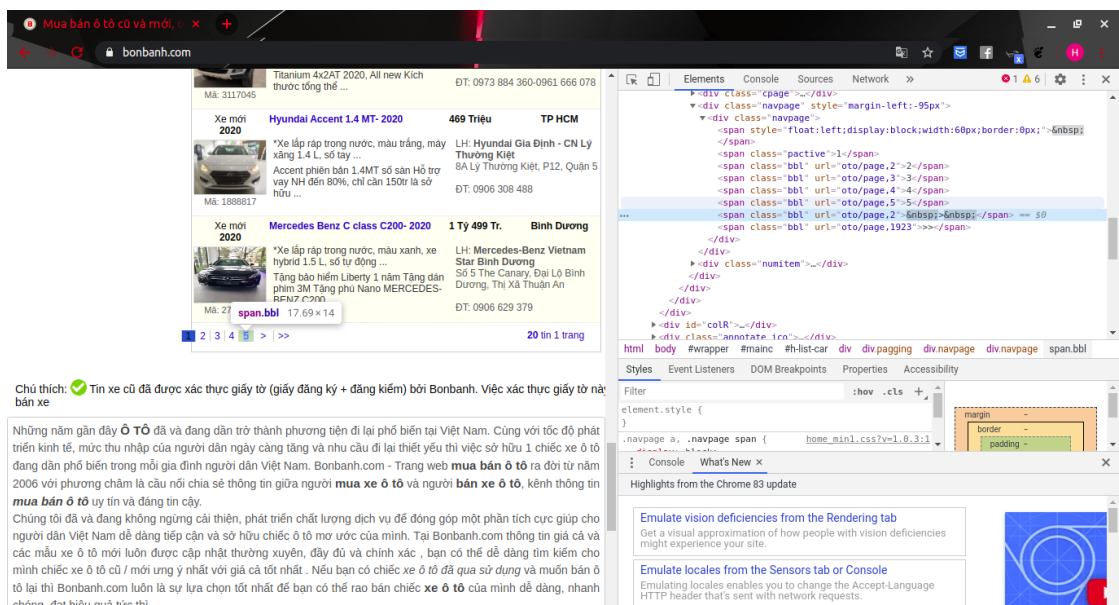 Mua bán ô tô cũ và mới,
bonbanh.com
H
Titanium 4x2AT 2020, All new Kích
thước tổng thể ...
ĐT: 0973 884 360-0961 666 078
Mã: 3117045
Xe mới
2020
Hyundai Accent 1.4 MT- 2020
469 Triệu
TP HCM
*Xe lắp ráp trong nước, màu trắng, máy
xăng 1.4 L, số tay ...
Accent phiên bản 1.4MT số sàn Hỗ trợ
vay NH đến 80%, chỉ cần 150tr là sở
hữu ...
LH: Hyundai Gia Định - CN Lý
Thường Kiệt
8A Lý Thường Kiệt, P12, Quận 5
ĐT: 0906 308 488
Mã: 1888817
Xe mới
2020
Mercedes Benz C class C200- 2020
1 Tỷ 499 Tr.
Bình Dương
*Xe lắp ráp trong nước, màu xanh, xe
hybrid 1.5 L, số tự động ...
Tặng bảo hiểm Liberty 1 năm Tặng dán
phim 3M Tặng phủ Nano MERCEDES-
BENZ C200
LH: Mercedes-Benz Vietnam
Star Bình Dương
Số 5 The Canary, Đại Lộ Bình
Dương, Thị Xã Thuận An
ĐT: 0906 629 379
Mã: 27
span.bbl 17.69 × 14
1 2 3 4 5 > >>
20 tin 1 trang
Chú thích: Tin xe cũ đã được xác thực giấy tờ (giấy đăng ký + đăng kiểm) bởi Bonbanh. Việc xác thực giấy tờ này
bán xe
Những năm gần đây Ô TÔ đã và đang dần trở thành phương tiện đi lại phổ biến tại Việt Nam. Cùng với tốc độ phát
triển kinh tế, mức thu nhập của người dân ngày càng tăng và nhu cầu đi lại thiết yếu thì việc sở hữu 1 chiếc xe ô tô
đang dần phổ biến trong mỗi gia đình người dân Việt Nam. Bonbanh.com - Trang web mua bán ô tô ra đời từ năm
2006 với phương châm là cầu nối chia sẻ thông tin giữa người mua xe ô tô và người bán xe ô tô, kênh thông tin
mua bán ô tô uy tín và đáng tin cậy.
Chúng tôi đã và đang không ngừng cải thiện, phát triển chất lượng dịch vụ để đóng góp một phần tích cực giúp cho
người dân Việt Nam dễ dàng tiếp cận và sở hữu chiếc ô tô mơ ước của mình. Tại Bonbanh.com thông tin giá cả và
các mẫu xe ô tô mới luôn được cập nhật thường xuyên, đầy đủ và chính xác , bạn có thể dễ dàng tìm kiếm cho
mình chiếc xe ô tô cũ / mới ưng ý nhất với giá cả tốt nhất . Nếu bạn có chiếc xe ô tô đã qua sử dụng và muốn bán ô
tô lại thì Bonbanh.com luôn là sự lựa chọn tốt nhất để bạn có thể rao bán chiếc xe ô tô của mình dễ dàng, nhanh
chóng, đạt hiệu quả tức thì
Elements Console Sources Network » 1 4 6
<div class="cpage">…</div>
<div class="navpage" style="margin-left:-95px">
<div class="navpage">
<span style="float:left;display:block;width:60px;border:0px;">&nbsp;
</span>
<span class="pactive">1</span>
<span class="bbl" url="oto/page,2">2</span>
<span class="bbl" url="oto/page,3">3</span>
<span class="bbl" url="oto/page,4">4</span>
<span class="bbl" url="oto/page,5">5</span>
... <span class="bbl" url="oto/page,2">&nbsp;>&nbsp;</span> == $0
<span class="bbl" url="oto/page,1923">>></span>
</div>
</div>
<div class="numitem">…</div>
</div>
</div>
</div>
<div id="colR">…</div>
<div class="annotate_ico">…</div>
html body #wrapper #mainc #h-list-car div div.pagging div.navpage div.navpage span.bbl
Styles Event Listeners DOM Breakpoints Properties Accessibility
Filter
:hov .cls +
element.style {
}
.navpage a, .navpage span {
home_min1.css?v=1.0.3:1
display: block;
margin -
border -
padding -
Console What's New ×
Highlights from the Chrome 83 update
Emulate vision deficiencies from the Rendering tab
Get a visual approximation of how people with vision deficiencies
might experience your site.
Emulate locales from the Sensors tab or Console
Emulating locales enables you to change the Accept-Language
HTTP header that's sent with network requests.